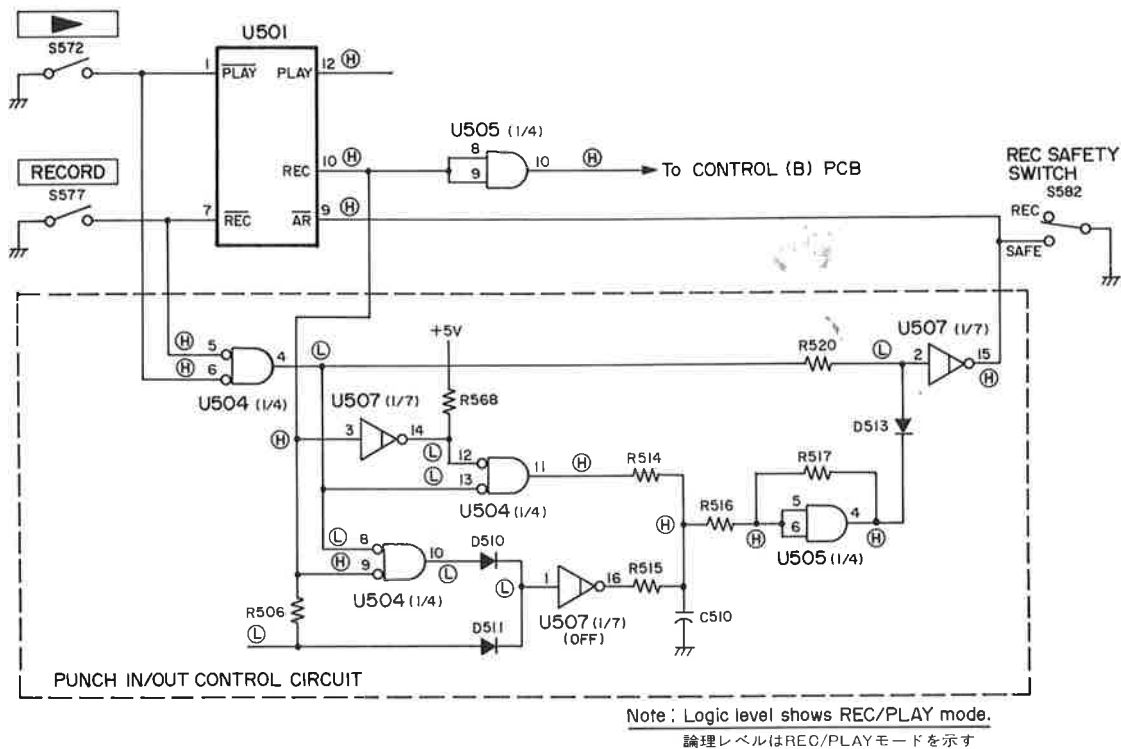 ▶
S572
U501
1
PLAY
PLAY
12
H
U505 (1/4)
8
9
10
H
To CONTROL (B) PCB
REC
10
H
RECORD
S577
7
REC
AR
9
H
REC SAFETY
SWITCH
S582
REC
SAFE
H
5
H
6
4
L
U504 (1/4)
+5V
R568
U507 (1/7)
H
3
14
L
L
12
13
11
H
U504 (1/4)
R514
R520
L
U507 (1/7)
2
15
H
D513
R517
R516
H
H
5
6
4
H
U505 (1/4)
L
8
H
9
10
L
U504 (1/4)
D510
L
1
16
U507 (1/7)
(OFF)
R515
C510
R506
L
D511
PUNCH IN/OUT CONTROL CIRCUIT
Note: Logic level shows REC/PLAY mode.
論理レベルはREC/PLAYモードを示す